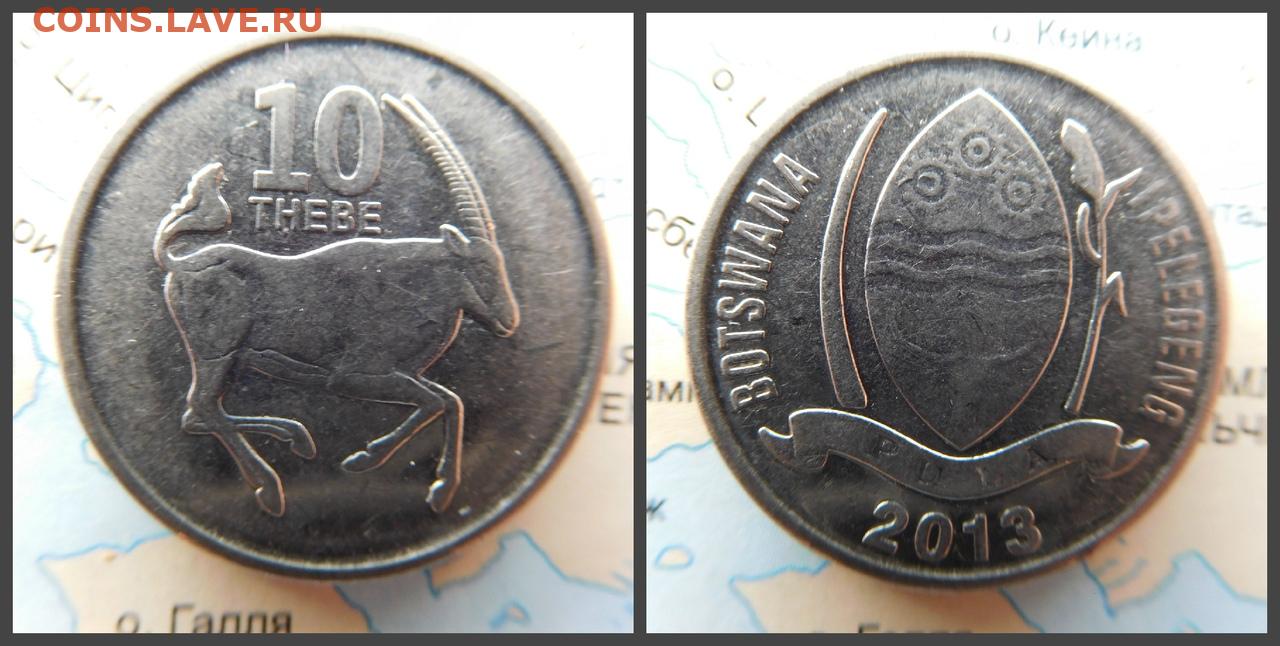 COINS.LAVE.RU
10
THEBE
о. Галля
о. Кеина
о. L
BOTSWANA
IPELEGENG
PULA
2013